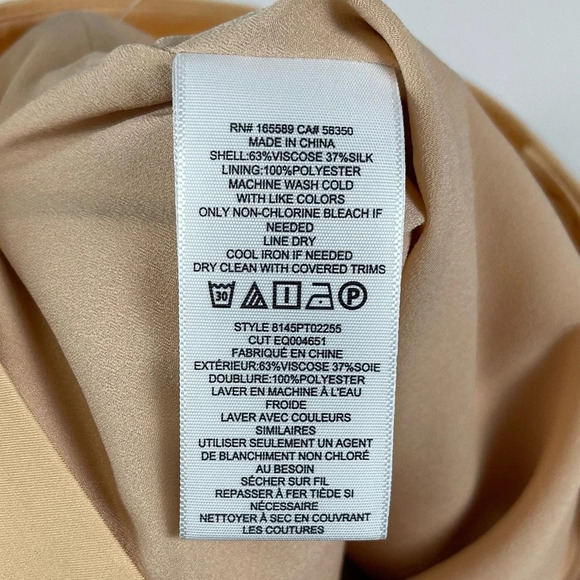 RN# 165589 CA# 58350
MADE IN CHINA
SHELL:63%VISCOSE 37%SILK
LINING:100%POLYESTER
MACHINE WASH COLD
WITH LIKE COLORS
ONLY NON-CHLORINE BLEACH IF
NEEDED
LINE DRY
COOL IRON IF NEEDED
DRY CLEAN WITH COVERED TRIMS
30 P
STYLE 8145PT02255
CUT EQ004651
FABRIQUÉ EN CHINE
EXTÉRIEUR:63%VISCOSE 37%SOIE
DOUBLURE:100%POLYESTER
LAVER EN MACHINE À L'EAU
FROIDE
LAVER AVEC COULEURS
SIMILAIRES
UTILISER SEULEMENT UN AGENT
DE BLANCHIMENT NON CHLORÉ
AU BESOIN
SÉCHER SUR FIL
REPASSER À FER TIÈDE SI
NÉCESSAIRE
NETTOYER À SEC EN COUVRANT
LES COUTURES